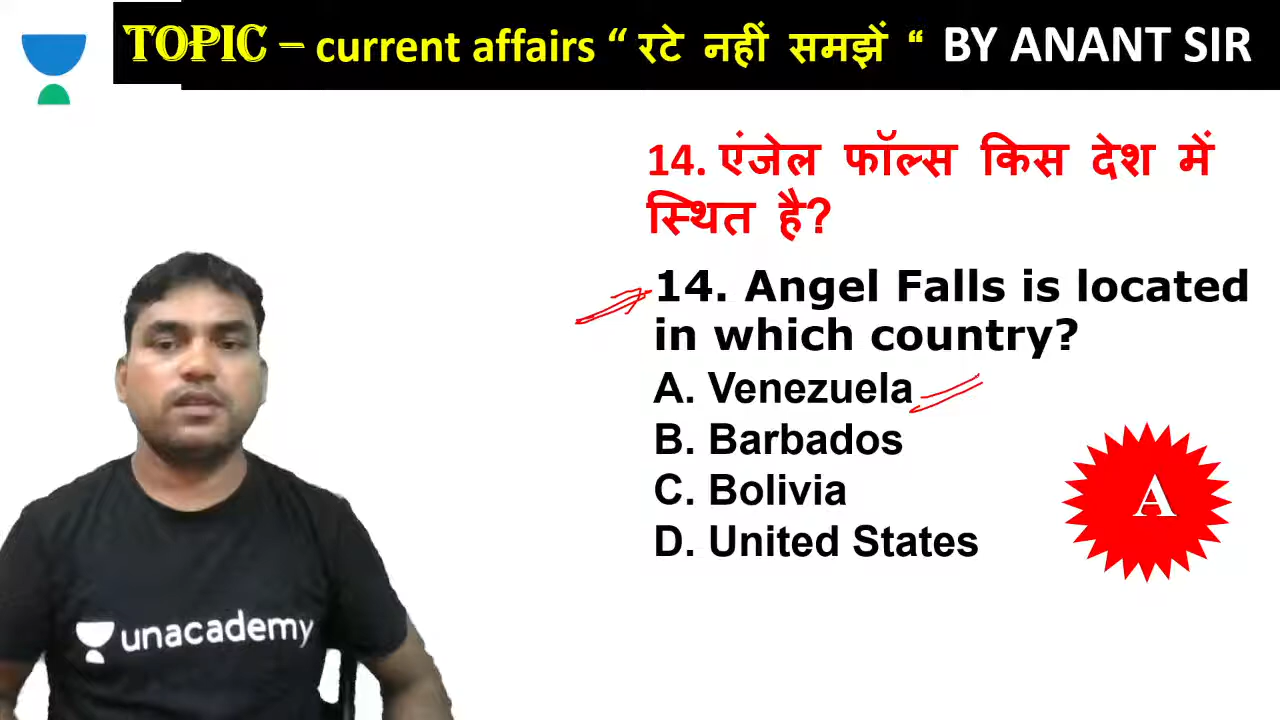 TOPIC – current affairs “ रटे नहीं समझें “ BY ANANT SIR
14. एंजेल फॉल्स किस देश में
स्थित है?
14. Angel Falls is located
in which country?
A. Venezuela
B. Barbados
C. Bolivia
D. United States
A
unacademy